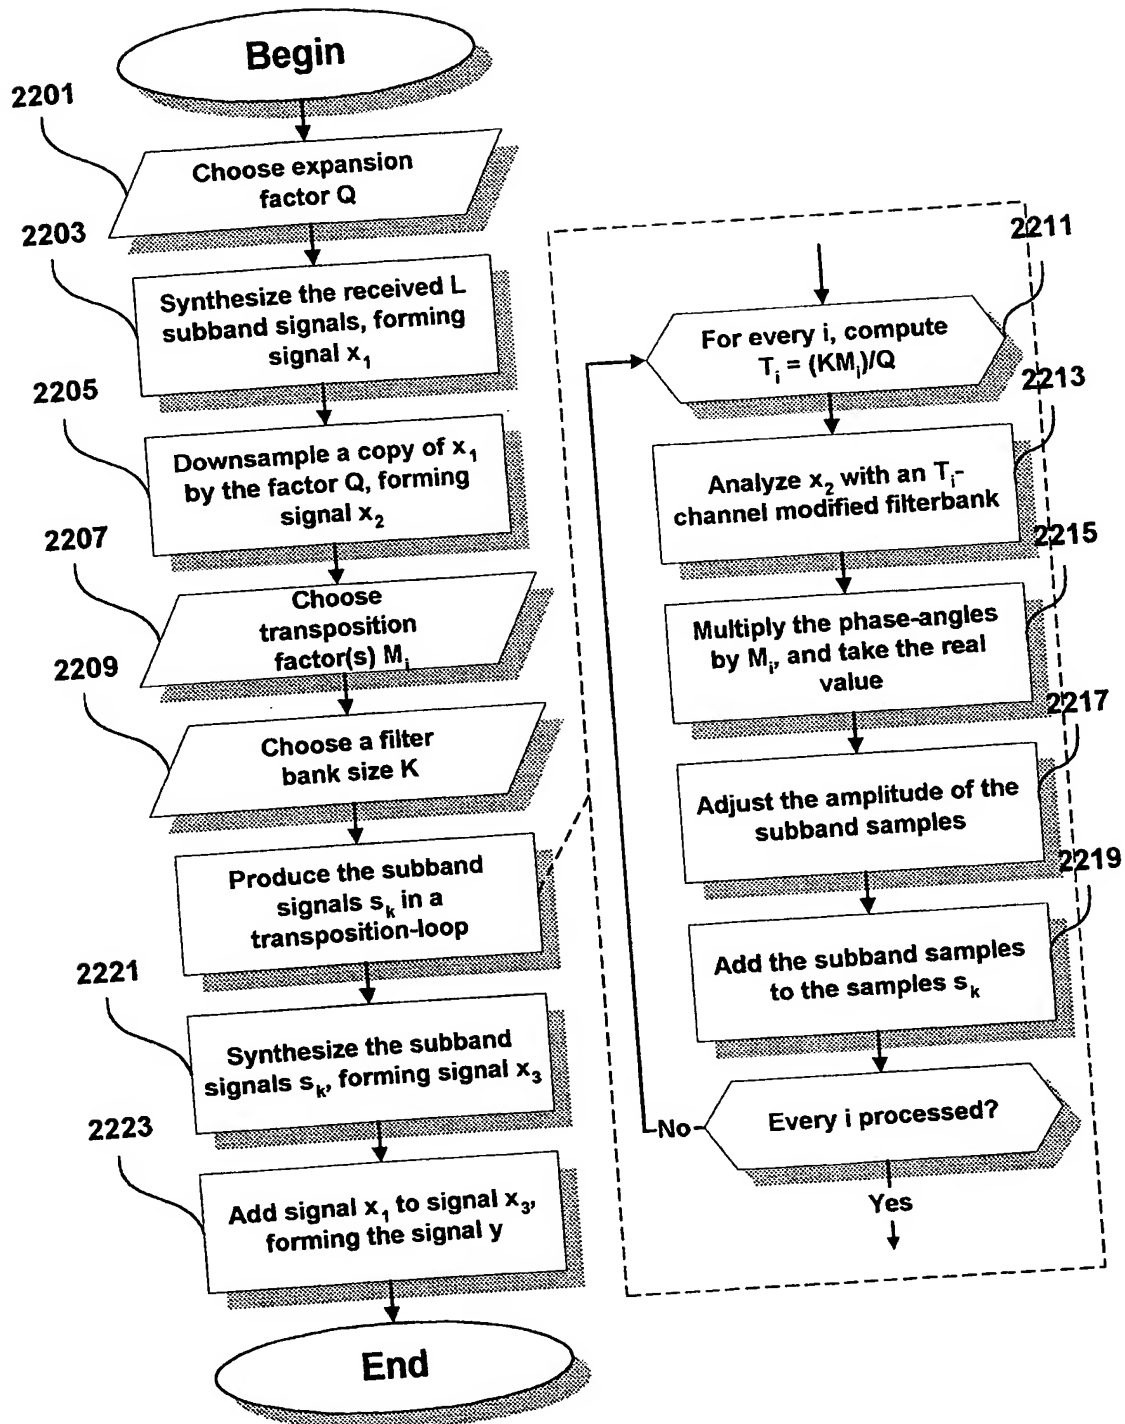 Begin
2201
Choose expansion
factor Q
2203
Synthesize the received L
subband signals, forming
signal x₁
2205
Downsample a copy of x₁
by the factor Q, forming
signal x₂
2207
Choose
transposition
factor(s) Mᵢ
2209
Choose a filter
bank size K
Produce the subband
signals sₖ in a
transposition-loop
2221
Synthesize the subband
signals sₖ, forming signal x₃
2223
Add signal x₁ to signal x₃,
forming the signal y
End
2211
For every i, compute
Tᵢ = (KMᵢ)/Q
2213
Analyze x₂ with an Tᵢ-
channel modified filterbank
2215
Multiply the phase-angles
by Mᵢ, and take the real
value
2217
Adjust the amplitude of the
subband samples
2219
Add the subband samples
to the samples sₖ
Every i processed?
No
Yes